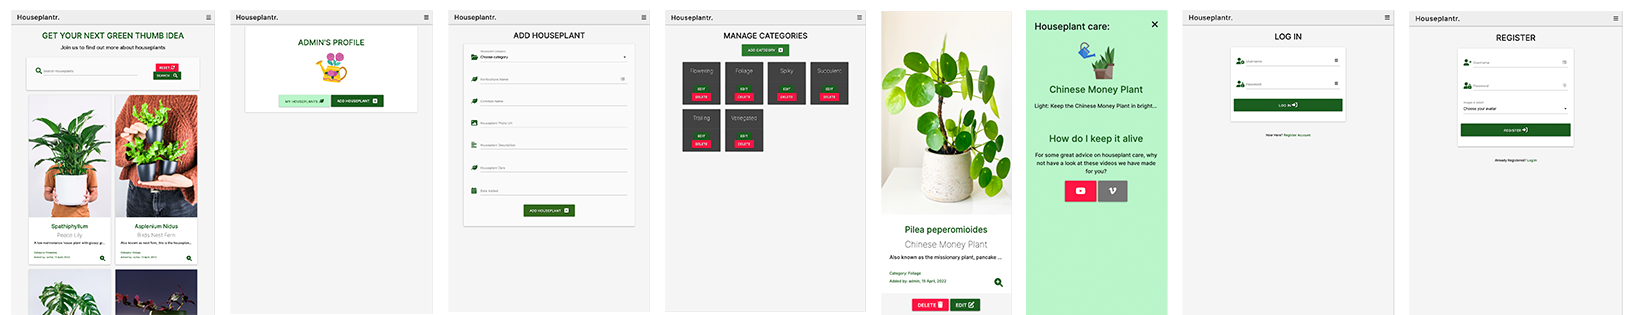 Houseplantr.
GET YOUR NEXT GREEN THUMB IDEA
Join us to find out more about houseplants
Search Houseplants
RESET
SEARCH
Spathiphyllum
Peace Lily
Asplenium Nidus
Birds Nest Fern
Houseplantr.
ADMIN'S PROFILE
MY HOUSEPLANTS
ADD HOUSEPLANT
Houseplantr.
ADD HOUSEPLANT
Houseplant Category
Choose category
Common Name
Houseplant Photo Url
Houseplant Description
Houseplant Care
Date Added
ADD HOUSEPLANT
Houseplantr.
MANAGE CATEGORIES
ADD CATEGORY
Flowering
EDIT
DELETE
Foliage
EDIT
DELETE
Spiky
EDIT
DELETE
Succulent
EDIT
DELETE
Trailing
EDIT
DELETE
Variegated
EDIT
DELETE
Pilea peperomioides
Chinese Money Plant
Also known as the missionary plant, pancake ...
Category: Foliage
Added by: admin, 19 April, 2022
DELETE
EDIT
Houseplant care:
Chinese Money Plant
Light: Keep the Chinese Money Plant in bright...
How do I keep it alive
For some great advice on houseplant care, why
not have a look at these videos we have made
for you?
Houseplantr.
LOG IN
Username
Password
LOG IN
New Here? Register Account
Houseplantr.
REGISTER
Username
Password
Choose your avatar
REGISTER
Already Registered? Log In